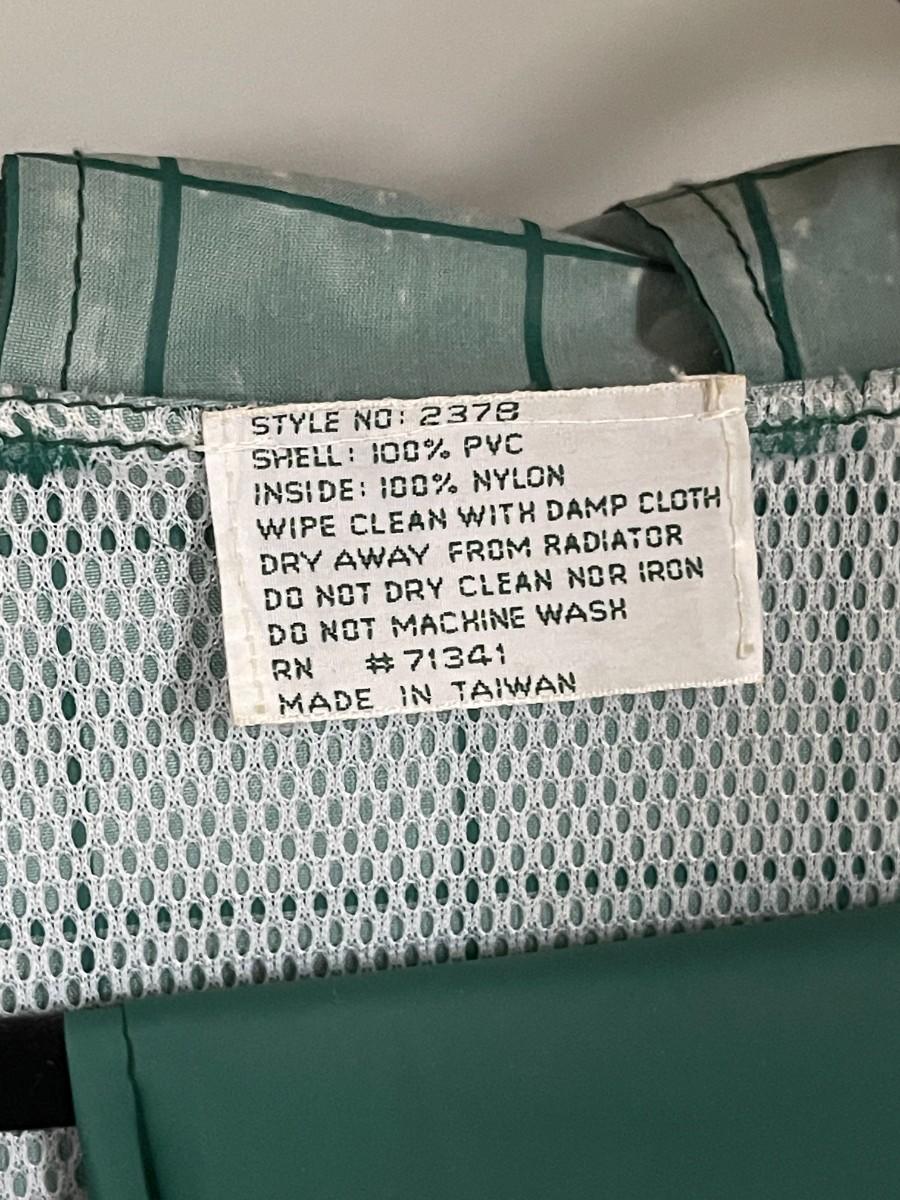 STYLE NO: 2378
SHELL: 100% PVC
INSIDE: 100% NYLON
WIPE CLEAN WITH DAMP CLOTH
DRY AWAY FROM RADIATOR
DO NOT DRY CLEAN NOR IRON
DO NOT MACHINE WASH
RN #71341
MADE IN TAIWAN